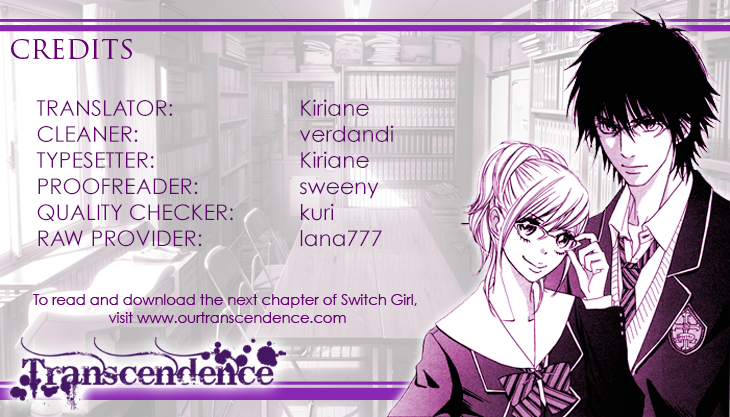 CREDITS
TRANSLATOR: Kiriane
CLEANER: verdandi
TYPESETTER: Kiriane
PROOFREADER: sweeny
QUALITY CHECKER: kuri
RAW PROVIDER: lana777
To read and download the next chapter of Switch Girl,
visit www.ourtranscendence.com
Transcendence